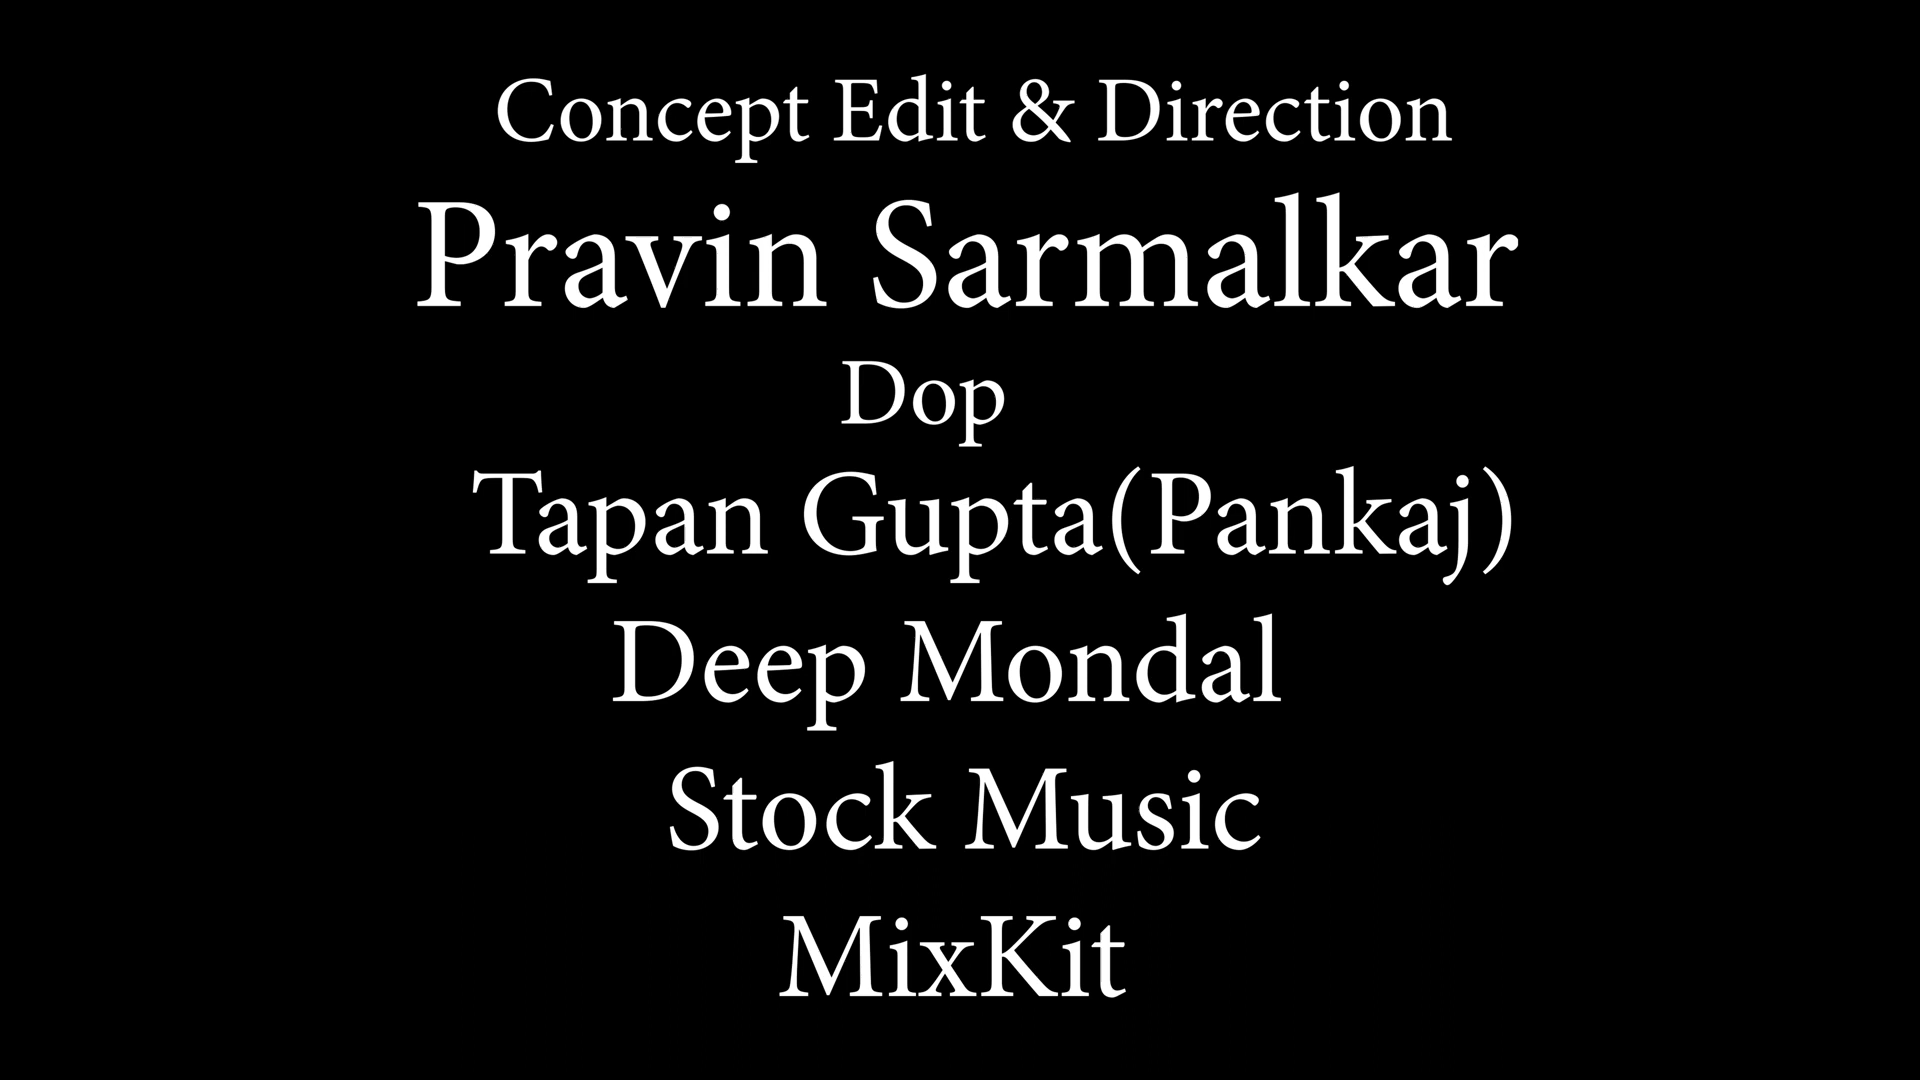 Concept Edit & Direction
Pravin Sarmalkar
Dop
Tapan Gupta(Pankaj)
Deep Mondal
Stock Music
MixKit